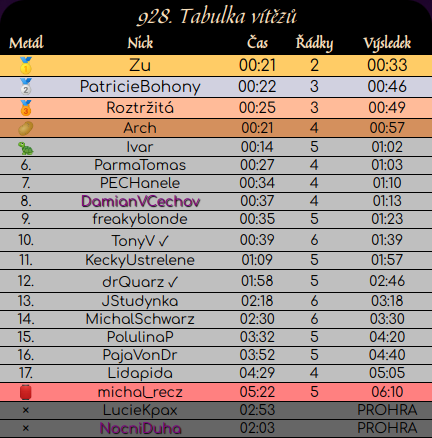 928. Tabulka vítězů
Metál Nick Čas Řádky Výsledek
🥇 Zu 00:21 2 00:33
🥈 PatricieBohony 00:22 3 00:46
🥉 Roztržitá 00:25 3 00:49
🥔 Arch 00:21 4 00:57
🐛 Ivar 00:14 5 01:02
6. ParmaTomas 00:27 4 01:03
7. PECHanele 00:34 4 01:10
8. DamianVCechov 00:37 4 01:13
9. freakyblonde 00:35 5 01:23
10. TonyV ✓ 00:39 6 01:39
11. KeckyUstrelene 01:09 5 01:57
12. drQuarz ✓ 01:58 5 02:46
13. JStudynka 02:18 6 03:18
14. MichalSchwarz 02:30 6 03:30
15. PolulinaP 03:32 5 04:20
16. PajaVonDr 03:52 5 04:40
17. Lidapida 04:29 4 05:05
michal_recz 05:22 5 06:10
× LucieKpax 02:53 PROHRA
× NocniDuha 02:03 PROHRA